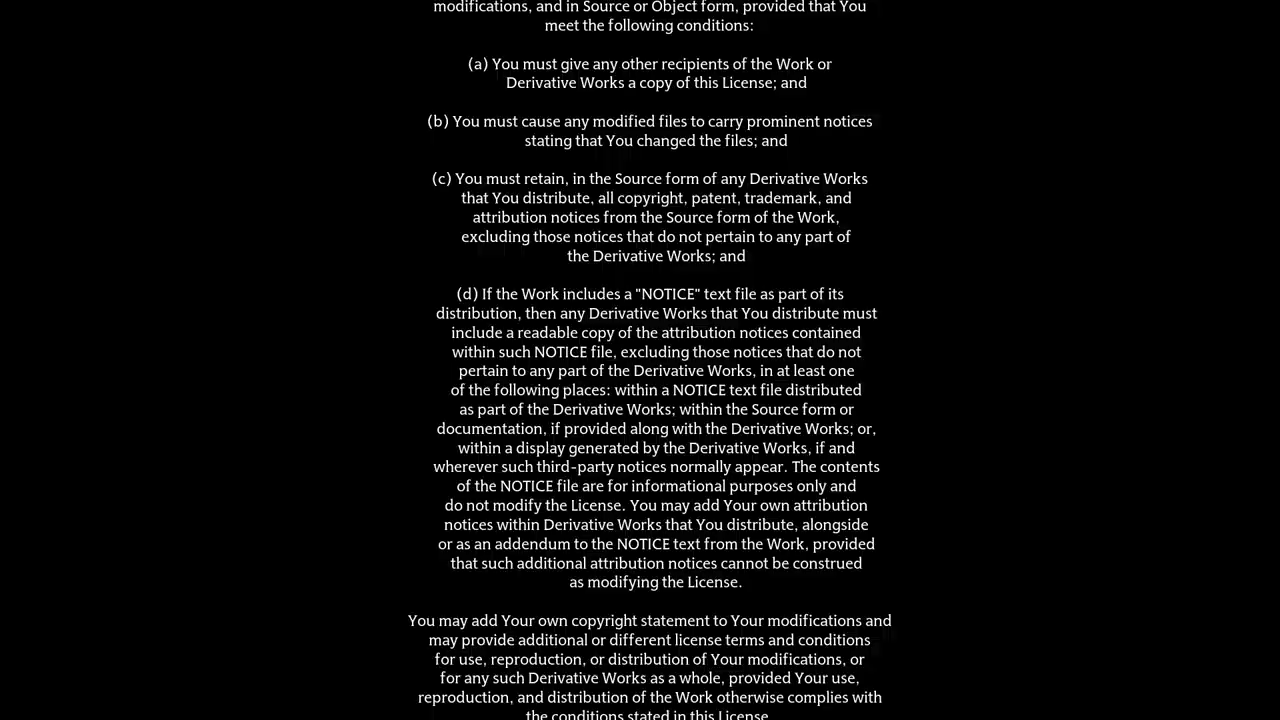 modifications, and in Source or Object form, provided that You
meet the following conditions:
(a) You must give any other recipients of the Work or
Derivative Works a copy of this License; and
(b) You must cause any modified files to carry prominent notices
stating that You changed the files; and
(c) You must retain, in the Source form of any Derivative Works
that You distribute, all copyright, patent, trademark, and
attribution notices from the Source form of the Work,
excluding those notices that do not pertain to any part of
the Derivative Works; and
(d) If the Work includes a "NOTICE" text file as part of its
distribution, then any Derivative Works that You distribute must
include a readable copy of the attribution notices contained
within such NOTICE file, excluding those notices that do not
pertain to any part of the Derivative Works, in at least one
of the following places: within a NOTICE text file distributed
as part of the Derivative Works; within the Source form or
documentation, if provided along with the Derivative Works; or,
within a display generated by the Derivative Works, if and
wherever such third-party notices normally appear. The contents
of the NOTICE file are for informational purposes only and
do not modify the License. You may add Your own attribution
notices within Derivative Works that You distribute, alongside
or as an addendum to the NOTICE text from the Work, provided
that such additional attribution notices cannot be construed
as modifying the License.
You may add Your own copyright statement to Your modifications and
may provide additional or different license terms and conditions
for use, reproduction, or distribution of Your modifications, or
for any such Derivative Works as a whole, provided Your use,
reproduction, and distribution of the Work otherwise complies with
the conditions stated in this License.